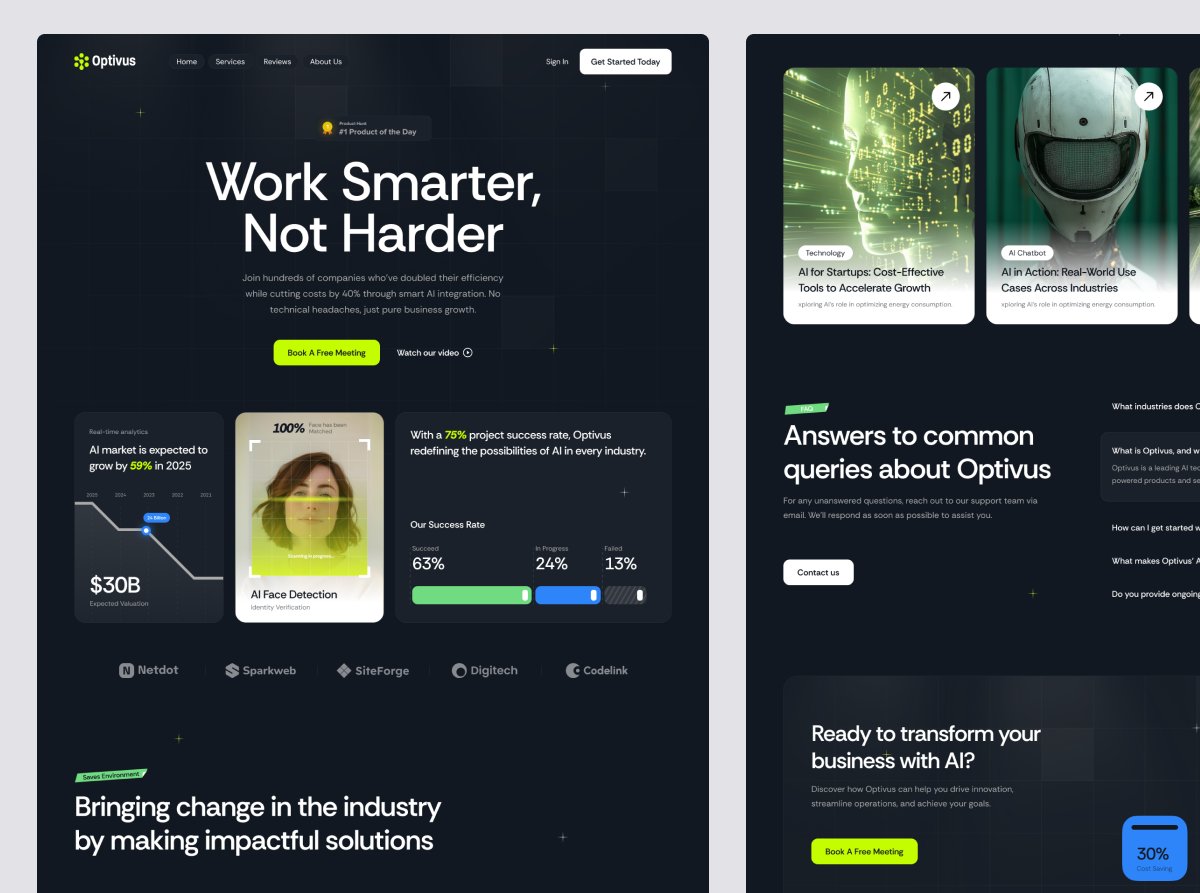 Optivus
Home
Services
Reviews
About Us
Sign In
Get Started Today
Product Hunt
#1 Product of the Day
Work Smarter,
Not Harder
Join hundreds of companies who've doubled their efficiency
while cutting costs by 40% through smart AI integration. No
technical headaches, just pure business growth.
Book A Free Meeting
Watch our video
Real-time analytics
AI market is expected to
grow by 59% in 2025
2025 2024 2023 2022 2021
24 Billion
$30B
Expected Valuation
100%
Face has been
Matched.
Scanning in progress...
AI Face Detection
Identity Verification
With a 75% project success rate, Optivus
redefining the possibilities of AI in every industry.
Our Success Rate
Succeed
63%
In Progress
24%
Failed
13%
Netdot
Sparkweb
SiteForge
Digitech
Codelink
Saves Environment
Bringing change in the industry
by making impactful solutions
Technology
AI for Startups: Cost-Effective
Tools to Accelerate Growth
xploring AI's role in optimizing energy consumption.
AI Chatbot
AI in Action: Real-World Use
Cases Across Industries
xploring AI's role in optimizing energy consumption.
FAQ
Answers to common
queries about Optivus
For any unanswered questions, reach out to our support team via
email. We'll respond as soon as possible to assist you.
Contact us
What industries does
What is Optivus, and
Optivus is a leading AI
powered products and
How can I get started
What makes Optivus'
Do you provide ongoing
Ready to transform your
business with AI?
Discover how Optivus can help you drive innovation,
streamline operations, and achieve your goals.
Book A Free Meeting
30%
Cost Saving